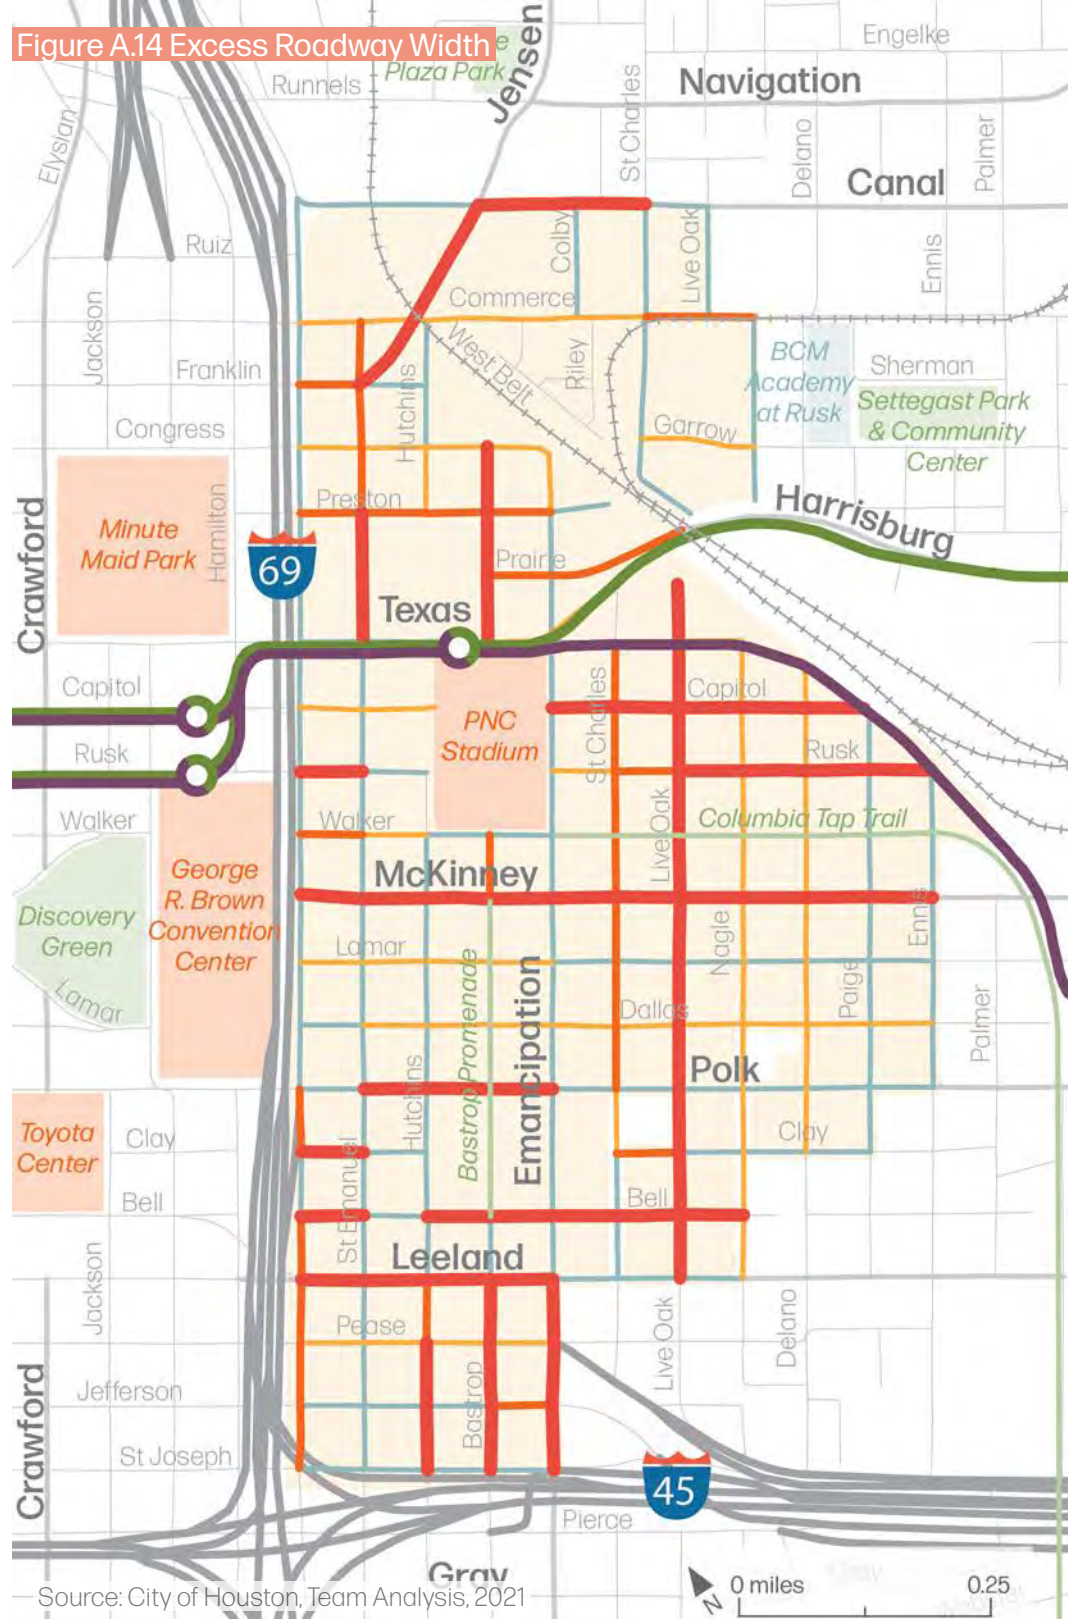 Figure A.14 Excess Roadway Width
e
Plaza Park
Engelke
Runnels
Jensen
Navigation
St Charles
Elysian
Delano
Palmer
Canal
Ruiz
Colby
Live Oak
Ennis
Commerce
Jackson
Franklin
West Belt
Riley
BCM
Academy
at Rusk
Sherman
Settegast Park
& Community
Center
Hutchins
Congress
Garrow
Preston
Harrisburg
Crawford
Minute
Maid Park
Hamilton
69
Prairie
Texas
Capitol
Capitol
PNC
Stadium
St Charles
Rusk
Rusk
Walker
Walker
Live Oak
Columbia Tap Trail
George
R. Brown
Convention
Center
McKinney
Discovery
Green
Ennis
Lamar
Nagle
Lamar
Bastrop Promenade
Emancipation
Paige
Dallas
Palmer
Polk
Hutchins
Toyota
Center
Clay
Clay
St Emanuel
Bell
Bell
Leeland
Jackson
Pease
Live Oak
Delano
Crawford
Jefferson
Bastrop
St Joseph
45
Pierce
Gray
Gray
Webster
N
0 miles
0.25
Source: City of Houston, Team Analysis, 2021